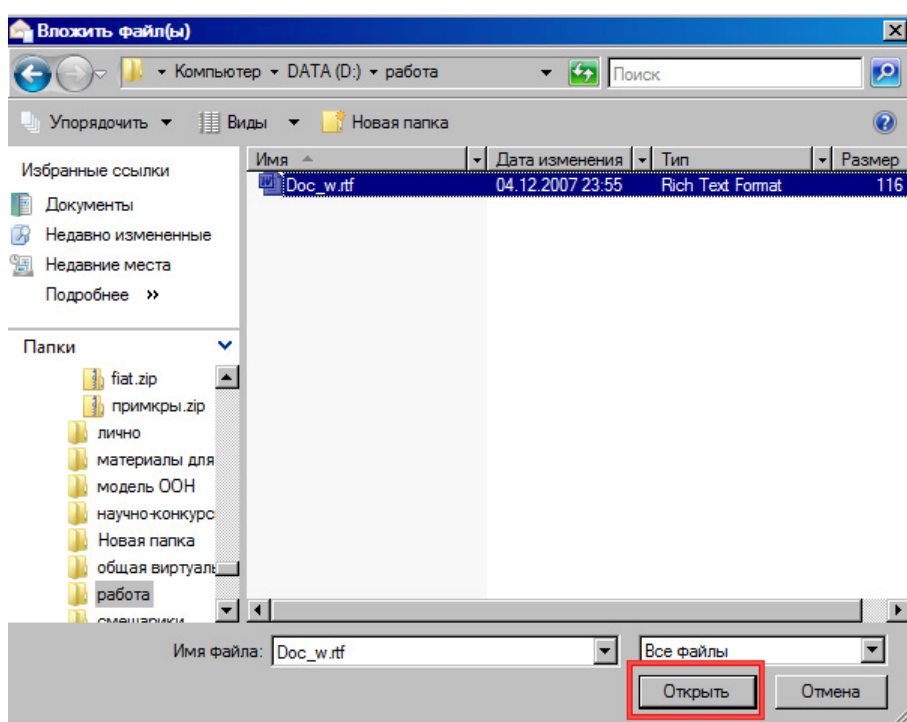 Вложить файл(ы)
Компьютер DATA (D:) работа Поиск
Упорядочить Виды Новая папка
Избранные ссылки
Документы
Недавно измененные
Недавние места
Подробнее »
Имя Дата изменения Тип Размер
Doc_w.rtf 04.12.2007 23:55 Rich Text Format 116
Папки
fiat.zip
примкры.zip
лично
материалы для
модель ООН
научно-конкурс
Новая папка
общая виртуаль
работа
смешарики
Имя файла: Doc_w.rtf Все файлы
Открыть Отмена